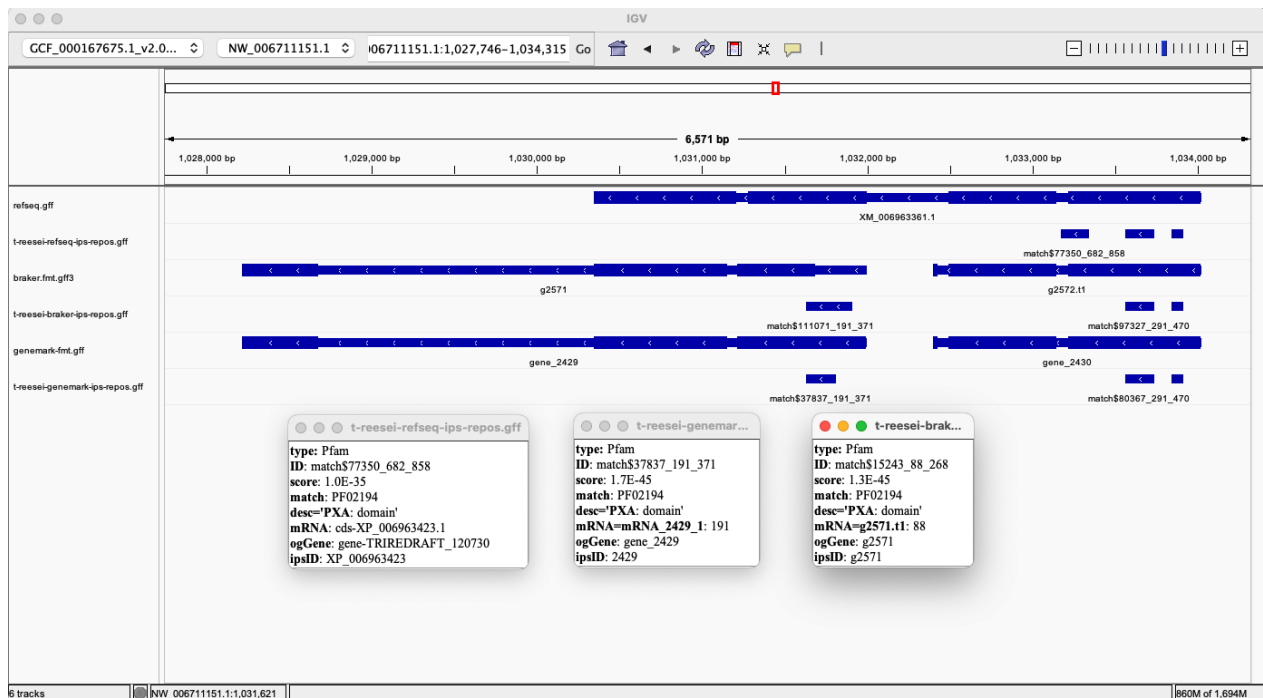 IGV
GCF_000167675.1_v2.0... NW_006711151.1 )06711151.1:1,027,746-1,034,315 Go
6,571 bp
1,028,000 bp 1,029,000 bp 1,030,000 bp 1,031,000 bp 1,032,000 bp 1,033,000 bp 1,034,000 bp
refseq.gff
XM_006963361.1
t-reesei-refseq-ips-repos.gff
match$77350_682_858
braker.fmt.gff3
g2571 g2572.t1
t-reesei-braker-ips-repos.gff
match$111071_191_371 match$97327_291_470
genemark-fmt.gff
gene_2429 gene_2430
t-reesei-genemark-ips-repos.gff
match$37837_191_371 match$80367_291_470
t-reesei-refseq-ips-repos.gff
type: Pfam
ID: match$77350_682_858
score: 1.0E-35
match: PF02194
desc='PXA: domain'
mRNA: cds-XP_006963423.1
ogGene: gene-TRIREDRAFT_120730
ipsID: XP_006963423
t-reesei-genemar...
type: Pfam
ID: match$37837_191_371
score: 1.7E-45
match: PF02194
desc='PXA: domain'
mRNA=mRNA_2429_1: 191
ogGene: gene_2429
ipsID: 2429
t-reesei-brak...
type: Pfam
ID: match$15243_88_268
score: 1.3E-45
match: PF02194
desc='PXA: domain'
mRNA=g2571.t1: 88
ogGene: g2571
ipsID: g2571
6 tracks NW_006711151.1:1,031,621 860M of 1,694M